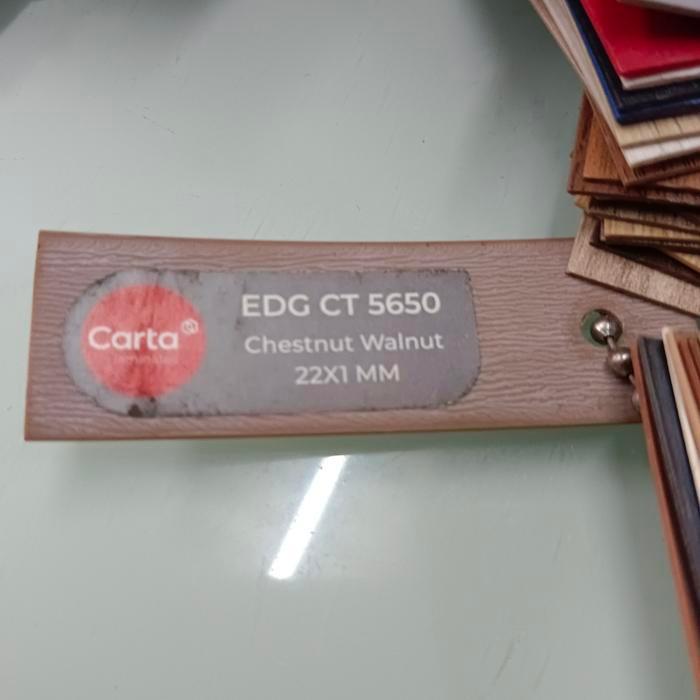 Carta
EDG CT 5650
Chestnut Walnut
22X1 MM